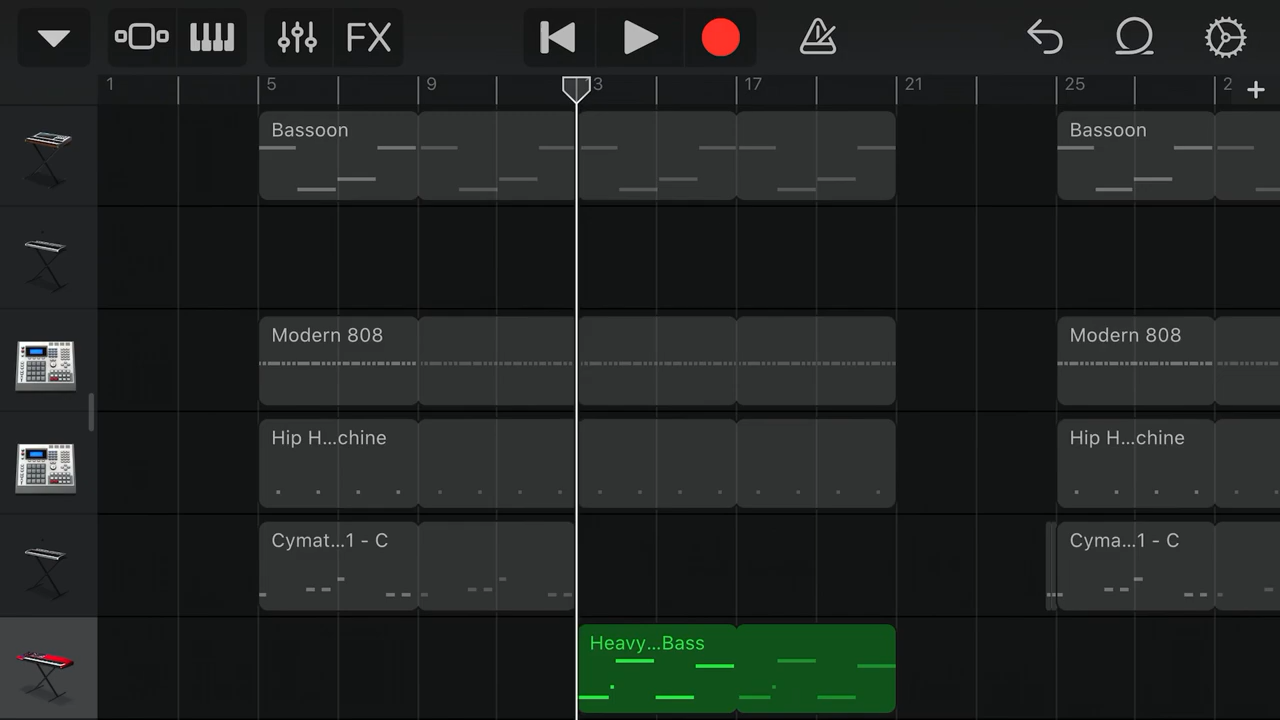 FX
1 5 9 13 17 21 25 2
Bassoon Bassoon
Modern 808 Modern 808
Hip H...chine Hip H...chine
Cymat...1 - C Cyma...1 - C
Heavy...Bass